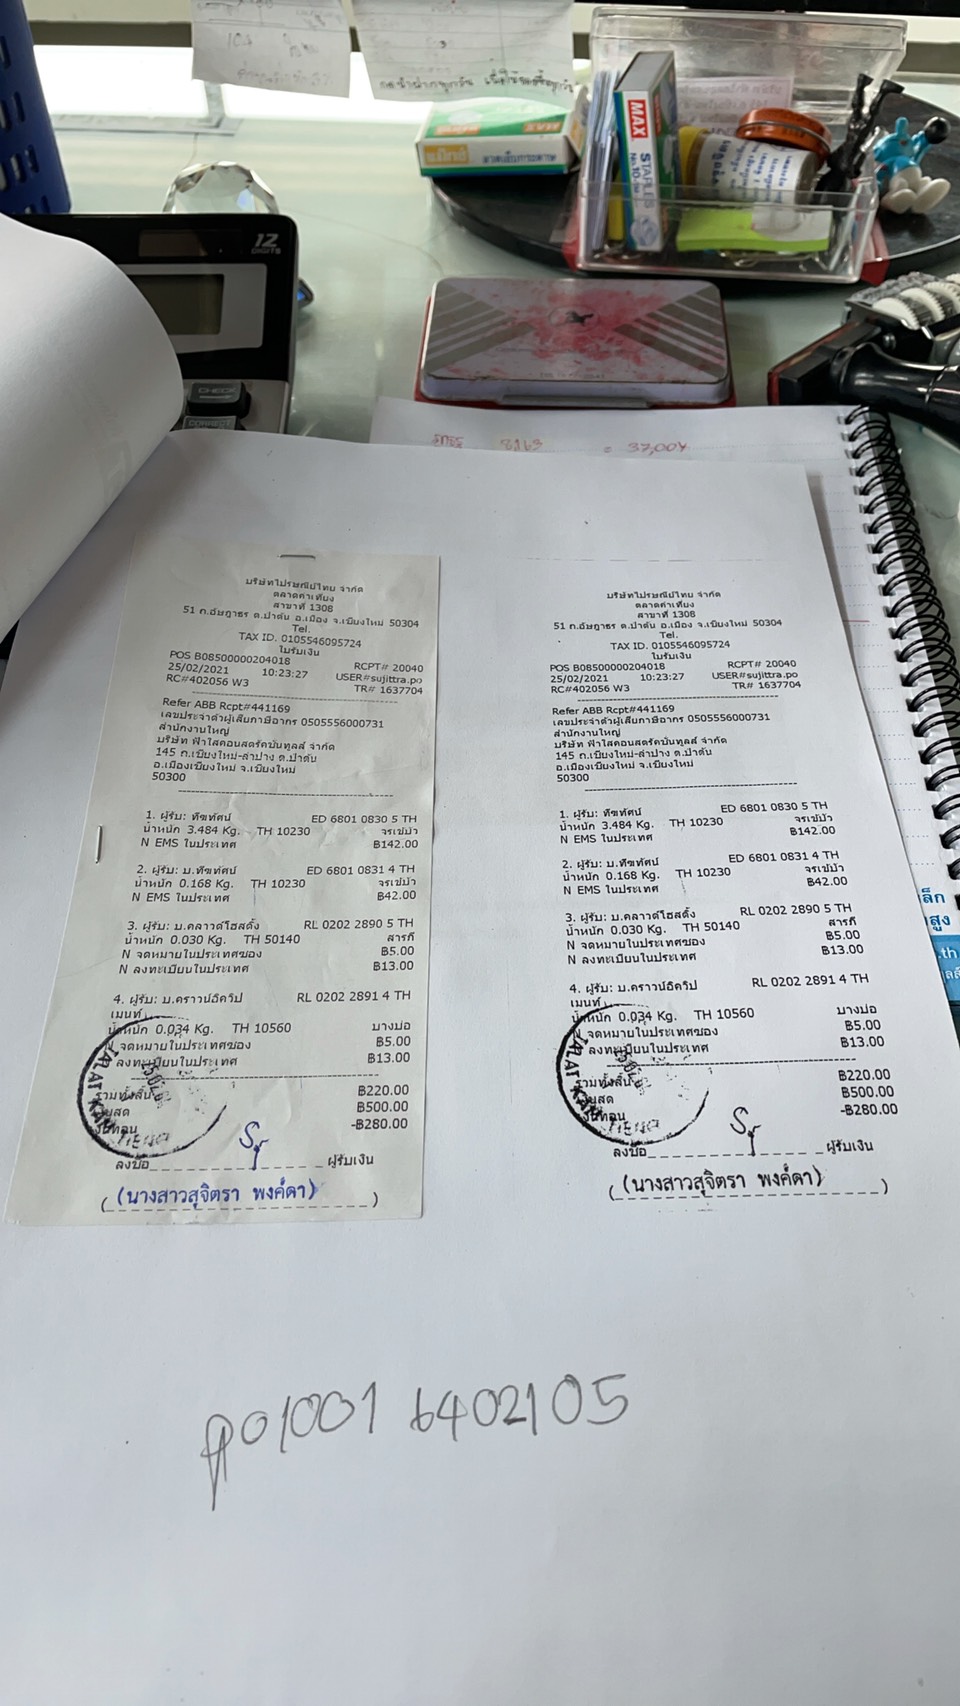 12
DIGITS
MAX
STAPLES
No.10
MAX
CHECK
CORRECT
= 37,004
บริษัทไปรษณีย์ไทย จำกัด
ตลาดคำเที่ยง
สาขาที่ 1308
51 ถ.อัษฎาธร ต.ป่าตัน อ.เมือง จ.เชียงใหม่ 50304
Tel.
TAX ID. 0105546095724
ใบรับเงิน
POS B08500000204018 RCPT# 20040
25/02/2021 10:23:27 USER#sujittra.po
RC#402056 W3 TR# 1637704
Refer ABB Rcpt#441169
เลขประจำตัวผู้เสียภาษีอากร 0505556000731
สำนักงานใหญ่
บริษัท ฟ้าใสคอนสตรัคชั่นทูลส์ จำกัด
145 ถ.เชียงใหม่-ลำปาง ต.ป่าตัน
อ.เมืองเชียงใหม่ จ.เชียงใหม่
50300
1. ผู้รับ: ทีฆทัศน์ ED 6801 0830 5 TH
น้ำหนัก 3.484 Kg. TH 10230 จรเข้บัว
N EMS ในประเทศ ฿142.00
2. ผู้รับ: บ.ทีฆทัศน์ ED 6801 0831 4 TH
น้ำหนัก 0.168 Kg. TH 10230 จรเข้บัว
N EMS ในประเทศ ฿42.00
3. ผู้รับ: บ.คลาวด์โฮสติ้ง RL 0202 2890 5 TH
น้ำหนัก 0.030 Kg. TH 50140 สารภี
N จดหมายในประเทศซอง ฿5.00
N ลงทะเบียนในประเทศ ฿13.00
4. ผู้รับ: บ.คราวน์อิควิป RL 0202 2891 4 TH
เมนท์
น้ำหนัก 0.034 Kg. TH 10560 บางบ่อ
จดหมายในประเทศซอง ฿5.00
ลงทะเบียนในประเทศ ฿13.00
รวมทั้งสิ้น ฿220.00
เงินสด ฿500.00
เงินทอน -฿280.00
ลงชื่อ ผู้รับเงิน
(นางสาวสุจิตรา พงค์ดา)
บริษัทไปรษณีย์ไทย จำกัด
ตลาดคำเที่ยง
สาขาที่ 1308
51 ถ.อัษฎาธร ต.ป่าตัน อ.เมือง จ.เชียงใหม่ 50304
Tel.
TAX ID. 0105546095724
ใบรับเงิน
POS B08500000204018 RCPT# 20040
25/02/2021 10:23:27 USER#sujittra.po
RC#402056 W3 TR# 1637704
Refer ABB Rcpt#441169
เลขประจำตัวผู้เสียภาษีอากร 0505556000731
สำนักงานใหญ่
บริษัท ฟ้าใสคอนสตรัคชั่นทูลส์ จำกัด
145 ถ.เชียงใหม่-ลำปาง ต.ป่าตัน
อ.เมืองเชียงใหม่ จ.เชียงใหม่
50300
1. ผู้รับ: ทีฆทัศน์ ED 6801 0830 5 TH
น้ำหนัก 3.484 Kg. TH 10230 จรเข้บัว
N EMS ในประเทศ ฿142.00
2. ผู้รับ: บ.ทีฆทัศน์ ED 6801 0831 4 TH
น้ำหนัก 0.168 Kg. TH 10230 จรเข้บัว
N EMS ในประเทศ ฿42.00
3. ผู้รับ: บ.คลาวด์โฮสติ้ง RL 0202 2890 5 TH
น้ำหนัก 0.030 Kg. TH 50140 สารภี
N จดหมายในประเทศซอง ฿5.00
N ลงทะเบียนในประเทศ ฿13.00
4. ผู้รับ: บ.คราวน์อิควิป RL 0202 2891 4 TH
เมนท์
น้ำหนัก 0.034 Kg. TH 10560 บางบ่อ
จดหมายในประเทศซอง ฿5.00
ลงทะเบียนในประเทศ ฿13.00
รวมทั้งสิ้น ฿220.00
เงินสด ฿500.00
เงินทอน -฿280.00
ลงชื่อ ผู้รับเงิน
(นางสาวสุจิตรา พงค์ดา)
สูง
.th
01001 6402105